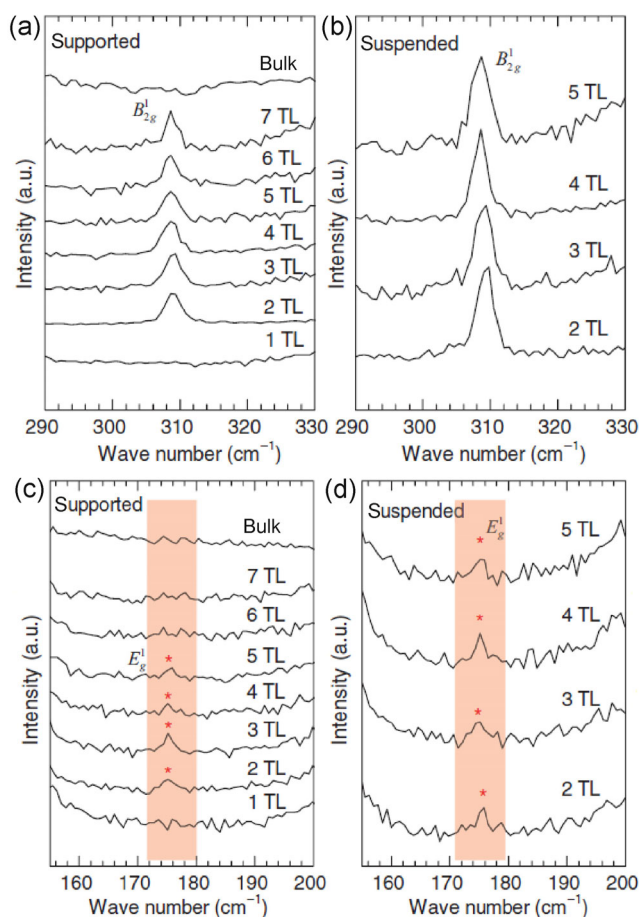 (a)
Supported
Bulk
B¹₂g
7 TL
6 TL
5 TL
4 TL
3 TL
2 TL
1 TL
Intensity (a.u.)
290 300 310 320 330
Wave number (cm⁻¹)
(b)
Suspended
B¹₂g
5 TL
4 TL
3 TL
2 TL
Intensity (a.u.)
290 300 310 320 330
Wave number (cm⁻¹)
(c)
Supported
Bulk
7 TL
6 TL
E¹g
5 TL
*
4 TL
*
*
3 TL
2 TL
*
1 TL
Intensity (a.u.)
160 170 180 190 200
Wave number (cm⁻¹)
(d)
Suspended
E¹g
5 TL
*
4 TL
*
3 TL
*
2 TL
*
Intensity (a.u.)
160 170 180 190 200
Wave number (cm⁻¹)